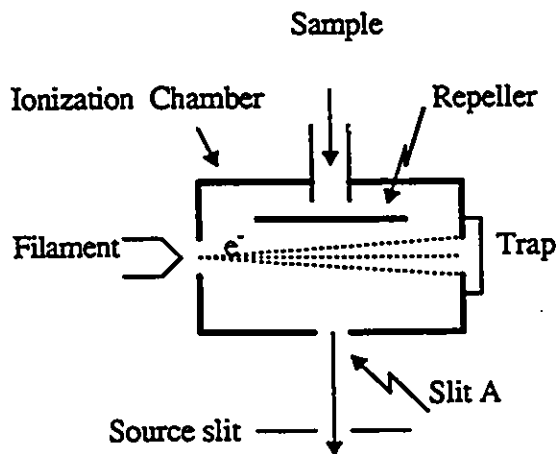 Sample
Ionization Chamber
Repeller
Filament
e-
Trap
Slit A
Source slit